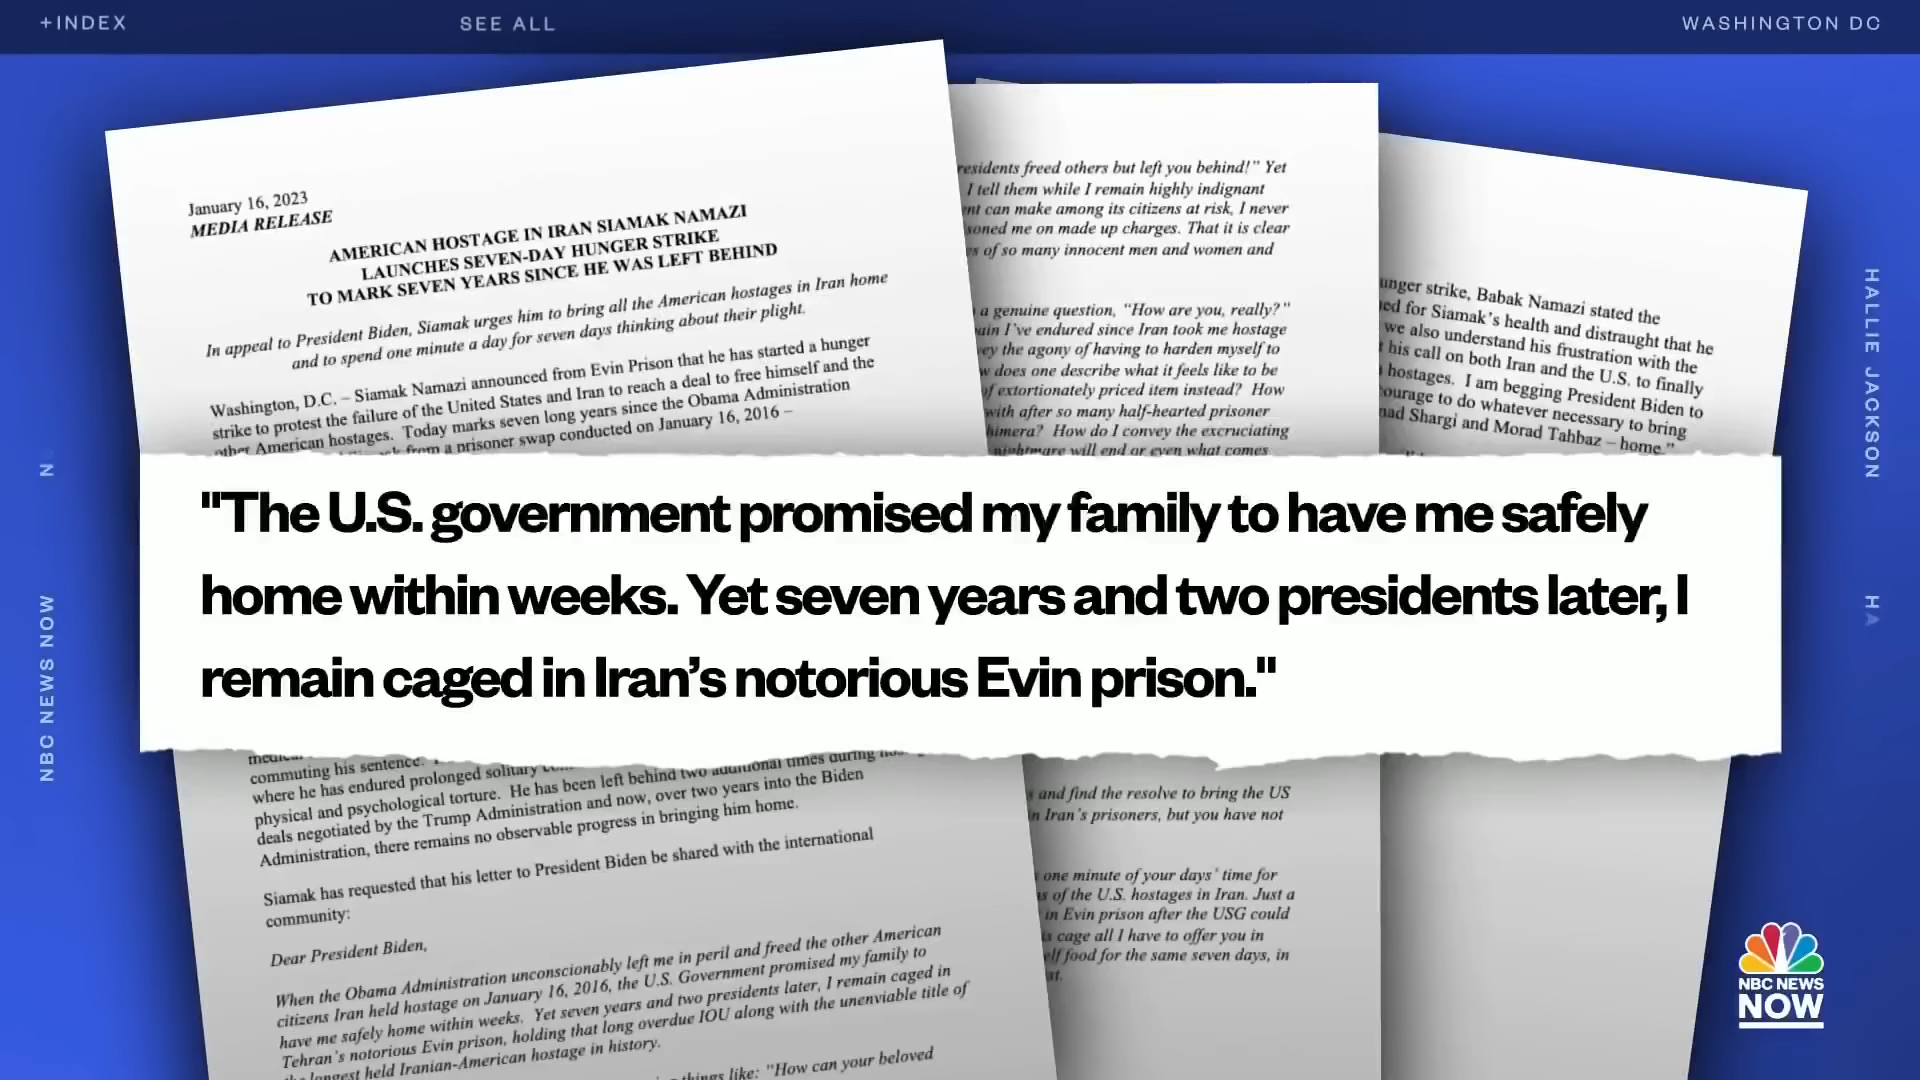 +INDEX
SEE ALL
WASHINGTON DC
January 16, 2023
MEDIA RELEASE
AMERICAN HOSTAGE IN IRAN SIAMAK NAMAZI
LAUNCHES SEVEN-DAY HUNGER STRIKE
TO MARK SEVEN YEARS SINCE HE WAS LEFT BEHIND
In appeal to President Biden, Siamak urges him to bring all the American hostages in Iran home
and to spend one minute a day for seven days thinking about their plight.
Washington, D.C. – Siamak Namazi announced from Evin Prison that he has started a hunger
strike to protest the failure of the United States and Iran to reach a deal to free himself and the
other American hostages. Today marks seven long years since the Obama Administration
from a prisoner swap conducted on January 16, 2016 –
"The U.S. government promised my family to have me safely
home within weeks. Yet seven years and two presidents later, I
remain caged in Iran’s notorious Evin prison."
commuting his sentence.
where he has endured prolonged solitary
physical and psychological torture. He has been left behind two additional times during
deals negotiated by the Trump Administration and now, over two years into the Biden
Administration, there remains no observable progress in bringing him home.
Siamak has requested that his letter to President Biden be shared with the international
community:
Dear President Biden,
When the Obama Administration unconscionably left me in peril and freed the other American
citizens Iran held hostage on January 16, 2016, the U.S. Government promised my family to
have me safely home within weeks. Yet seven years and two presidents later, I remain caged in
Tehran’s notorious Evin prison, holding that long overdue IOU along with the unenviable title of
longest held Iranian-American hostage in history.
things like: "How can your beloved
residents freed others but left you behind!" Yet
I tell them while I remain highly indignant
can make among its citizens at risk, I never
me on made up charges. That it is clear
of so many innocent men and women and
a genuine question, "How are you, really?"
I’ve endured since Iran took me hostage
the agony of having to harden myself to
does one describe what it feels like to be
of extortionately priced item instead? How
with after so many half-hearted prisoner
How do I convey the excruciating
nightmare will end or even what comes
and find the resolve to bring the US
Iran’s prisoners, but you have not
one minute of your days’ time for
of the U.S. hostages in Iran. Just a
in Evin prison after the USG could
cage all I have to offer you in
food for the same seven days, in
strike, Babak Namazi stated the
for Siamak’s health and distraught that he
we also understand his frustration with the
his call on both Iran and the U.S. to finally
hostages. I am begging President Biden to
to do whatever necessary to bring
Shargi and Morad Tahbaz – home."
N
NBC NEWS NOW
HALLIE JACKSON
HA
NBC NEWS
NOW